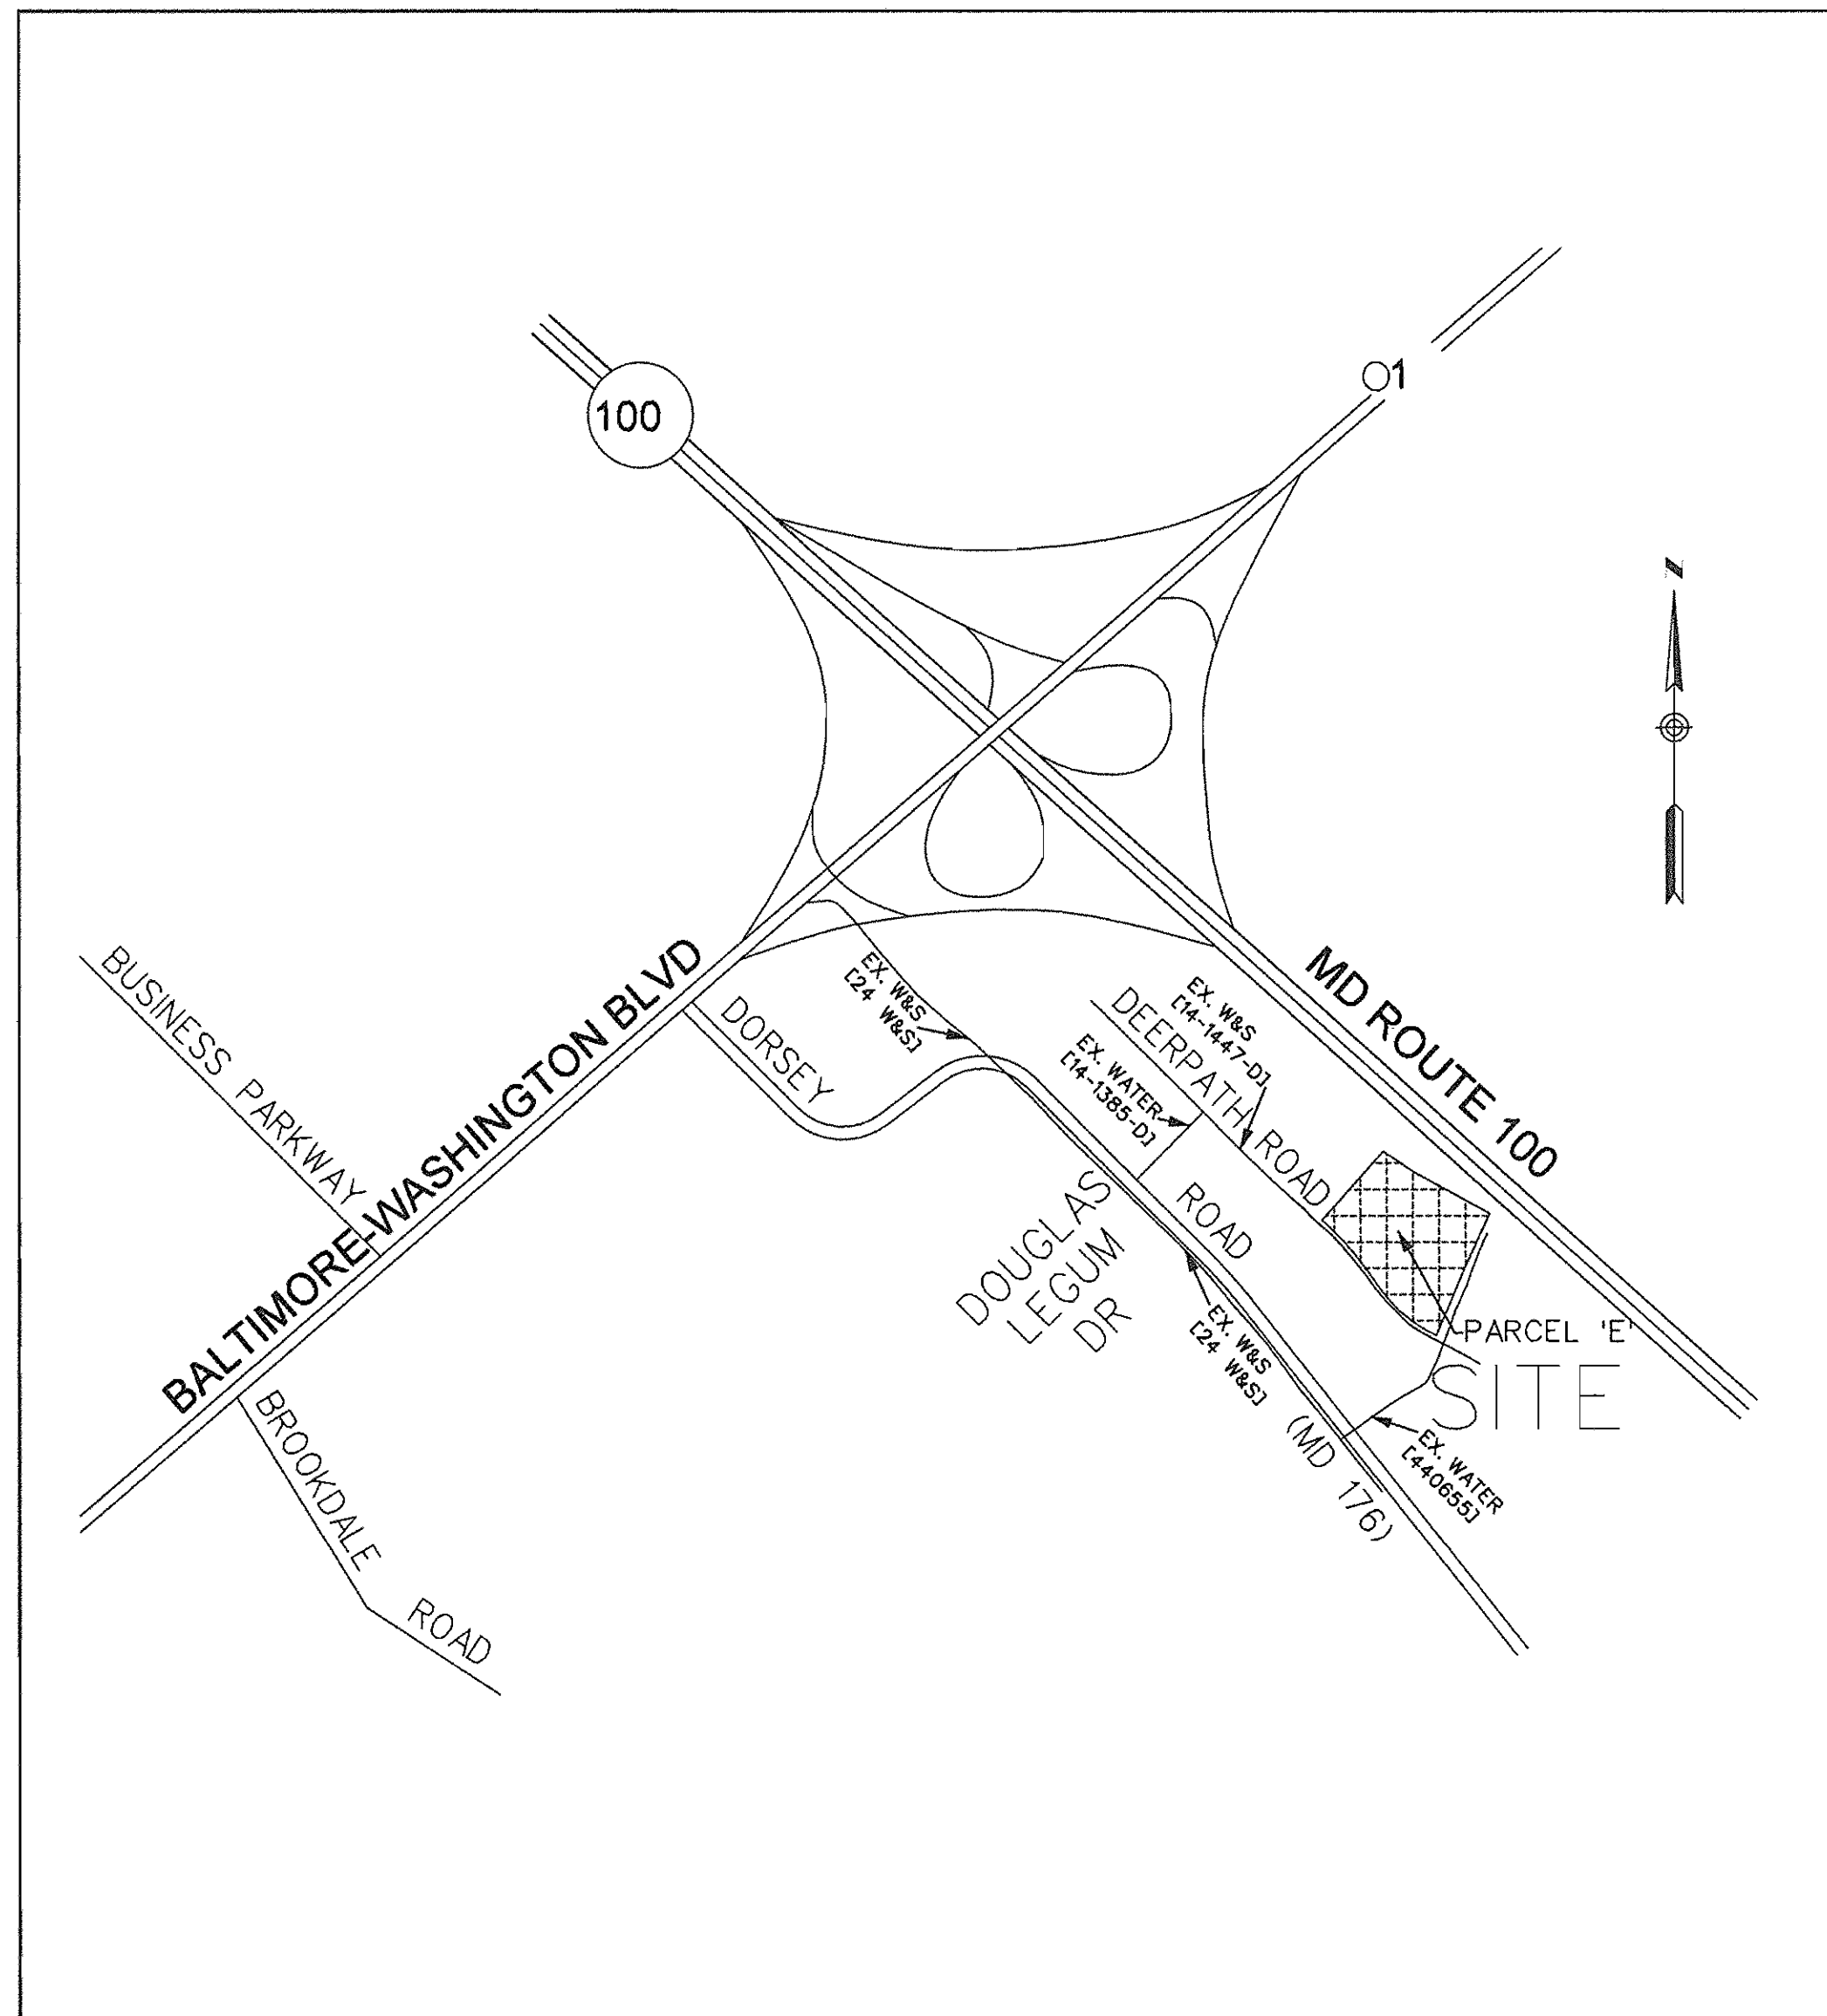 1
100
N
BUSINESS PARKWAY
BALTIMORE-WASHINGTON BLVD
DORSEY
EX. W&S
[24 W&S]
DEERPATH ROAD
EX. W&S
[14-1447-D]
EX. WATER
[14-1385-D]
MD ROUTE 100
ROAD
DOUGLAS
LEGUM
DR
PARCEL 'E'
SITE
EX. W&S
[24 W&S]
(MD 176)
EX. WATER
[440655]
BROOKDALE
ROAD